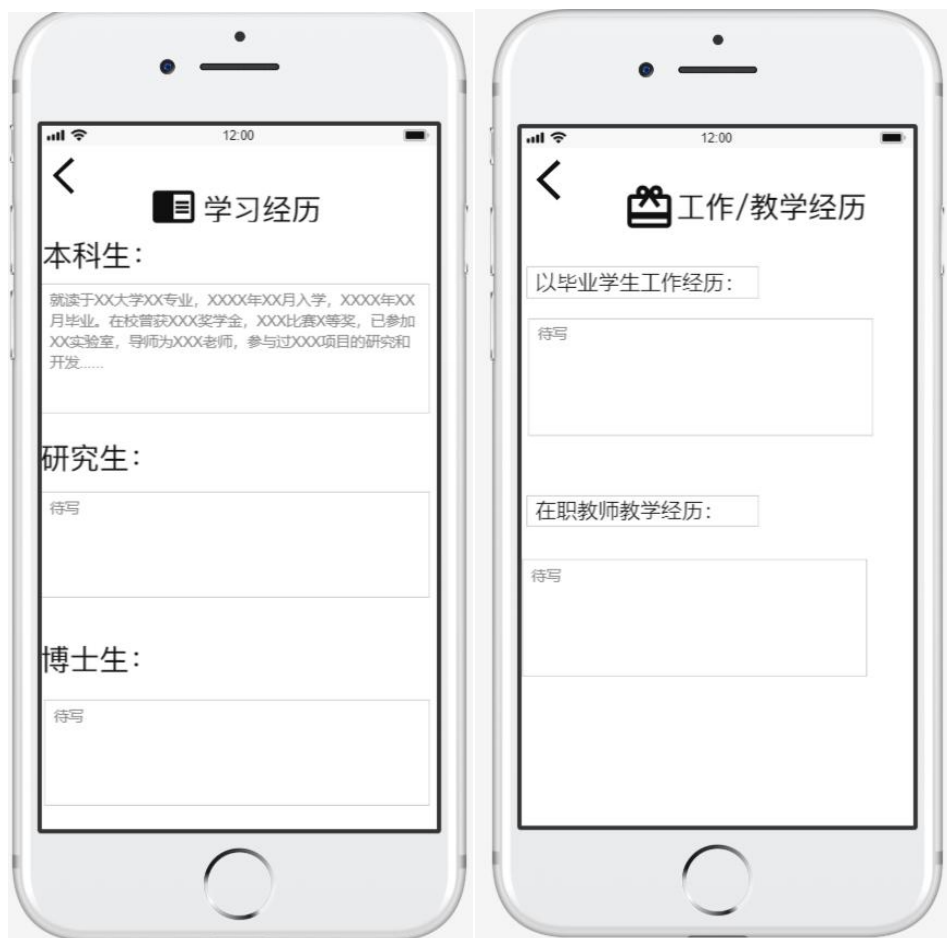 12:00
学习经历
本科生：
就读于XX大学XX专业，XXXX年XX月入学，XXXX年XX
月毕业。在校曾获XXX奖学金，XXX比赛X等奖，已参加
XX实验室，导师为XXX老师，参与过XXX项目的研究和
开发......
研究生：
待写
博士生：
待写
12:00
工作/教学经历
以毕业学生工作经历：
待写
在职教师教学经历：
待写